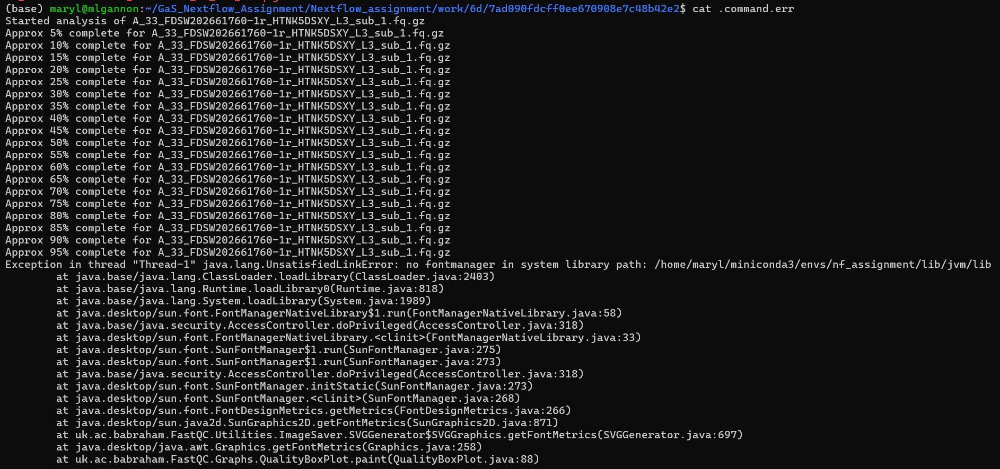 (base) maryl@mlgannon:~/GaS_Nextflow_Assignment/Nextflow_assignment/work/6d/7ad090fdcff0ee670908e7c48b42e2$ cat .command.err
Started analysis of A_33_FDSW202661760-1r_HTNK5DSXY_L3_sub_1.fq.gz
Approx 5% complete for A_33_FDSW202661760-1r_HTNK5DSXY_L3_sub_1.fq.gz
Approx 10% complete for A_33_FDSW202661760-1r_HTNK5DSXY_L3_sub_1.fq.gz
Approx 15% complete for A_33_FDSW202661760-1r_HTNK5DSXY_L3_sub_1.fq.gz
Approx 20% complete for A_33_FDSW202661760-1r_HTNK5DSXY_L3_sub_1.fq.gz
Approx 25% complete for A_33_FDSW202661760-1r_HTNK5DSXY_L3_sub_1.fq.gz
Approx 30% complete for A_33_FDSW202661760-1r_HTNK5DSXY_L3_sub_1.fq.gz
Approx 35% complete for A_33_FDSW202661760-1r_HTNK5DSXY_L3_sub_1.fq.gz
Approx 40% complete for A_33_FDSW202661760-1r_HTNK5DSXY_L3_sub_1.fq.gz
Approx 45% complete for A_33_FDSW202661760-1r_HTNK5DSXY_L3_sub_1.fq.gz
Approx 50% complete for A_33_FDSW202661760-1r_HTNK5DSXY_L3_sub_1.fq.gz
Approx 55% complete for A_33_FDSW202661760-1r_HTNK5DSXY_L3_sub_1.fq.gz
Approx 60% complete for A_33_FDSW202661760-1r_HTNK5DSXY_L3_sub_1.fq.gz
Approx 65% complete for A_33_FDSW202661760-1r_HTNK5DSXY_L3_sub_1.fq.gz
Approx 70% complete for A_33_FDSW202661760-1r_HTNK5DSXY_L3_sub_1.fq.gz
Approx 75% complete for A_33_FDSW202661760-1r_HTNK5DSXY_L3_sub_1.fq.gz
Approx 80% complete for A_33_FDSW202661760-1r_HTNK5DSXY_L3_sub_1.fq.gz
Approx 85% complete for A_33_FDSW202661760-1r_HTNK5DSXY_L3_sub_1.fq.gz
Approx 90% complete for A_33_FDSW202661760-1r_HTNK5DSXY_L3_sub_1.fq.gz
Approx 95% complete for A_33_FDSW202661760-1r_HTNK5DSXY_L3_sub_1.fq.gz
Exception in thread "Thread-1" java.lang.UnsatisfiedLinkError: no fontmanager in system library path: /home/maryl/miniconda3/envs/nf_assignment/lib/jvm/lib
at java.base/java.lang.ClassLoader.loadLibrary(ClassLoader.java:2403)
at java.base/java.lang.Runtime.loadLibrary0(Runtime.java:818)
at java.base/java.lang.System.loadLibrary(System.java:1989)
at java.desktop/sun.font.FontManagerNativeLibrary$1.run(FontManagerNativeLibrary.java:58)
at java.base/java.security.AccessController.doPrivileged(AccessController.java:318)
at java.desktop/sun.font.FontManagerNativeLibrary.<clinit>(FontManagerNativeLibrary.java:33)
at java.desktop/sun.font.SunFontManager$1.run(SunFontManager.java:275)
at java.desktop/sun.font.SunFontManager$1.run(SunFontManager.java:273)
at java.base/java.security.AccessController.doPrivileged(AccessController.java:318)
at java.desktop/sun.font.SunFontManager.initStatic(SunFontManager.java:273)
at java.desktop/sun.font.SunFontManager.<clinit>(SunFontManager.java:268)
at java.desktop/sun.font.FontDesignMetrics.getMetrics(FontDesignMetrics.java:266)
at java.desktop/sun.java2d.SunGraphics2D.getFontMetrics(SunGraphics2D.java:871)
at uk.ac.babraham.FastQC.Utilities.ImageSaver.SVGGenerator$SVGGraphics.getFontMetrics(SVGGenerator.java:697)
at java.desktop/java.awt.Graphics.getFontMetrics(Graphics.java:258)
at uk.ac.babraham.FastQC.Graphs.QualityBoxPlot.paint(QualityBoxPlot.java:88)